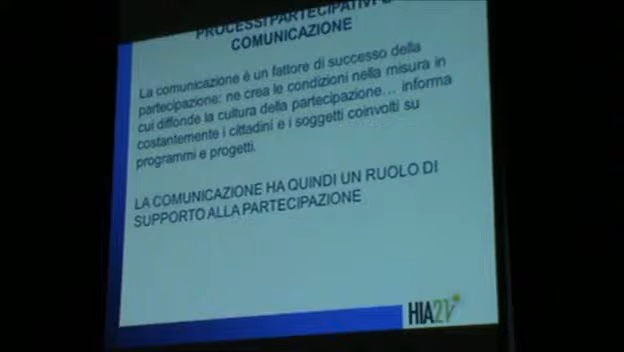 PROCESSI PARTECIPATIVI E
COMUNICAZIONE
La comunicazione è un fattore di successo della
partecipazione: ne crea le condizioni nella misura in
cui diffonde la cultura della partecipazione... informa
costantemente i cittadini e i soggetti coinvolti su
programmi e progetti.
LA COMUNICAZIONE HA QUINDI UN RUOLO DI
SUPPORTO ALLA PARTECIPAZIONE
HIA21